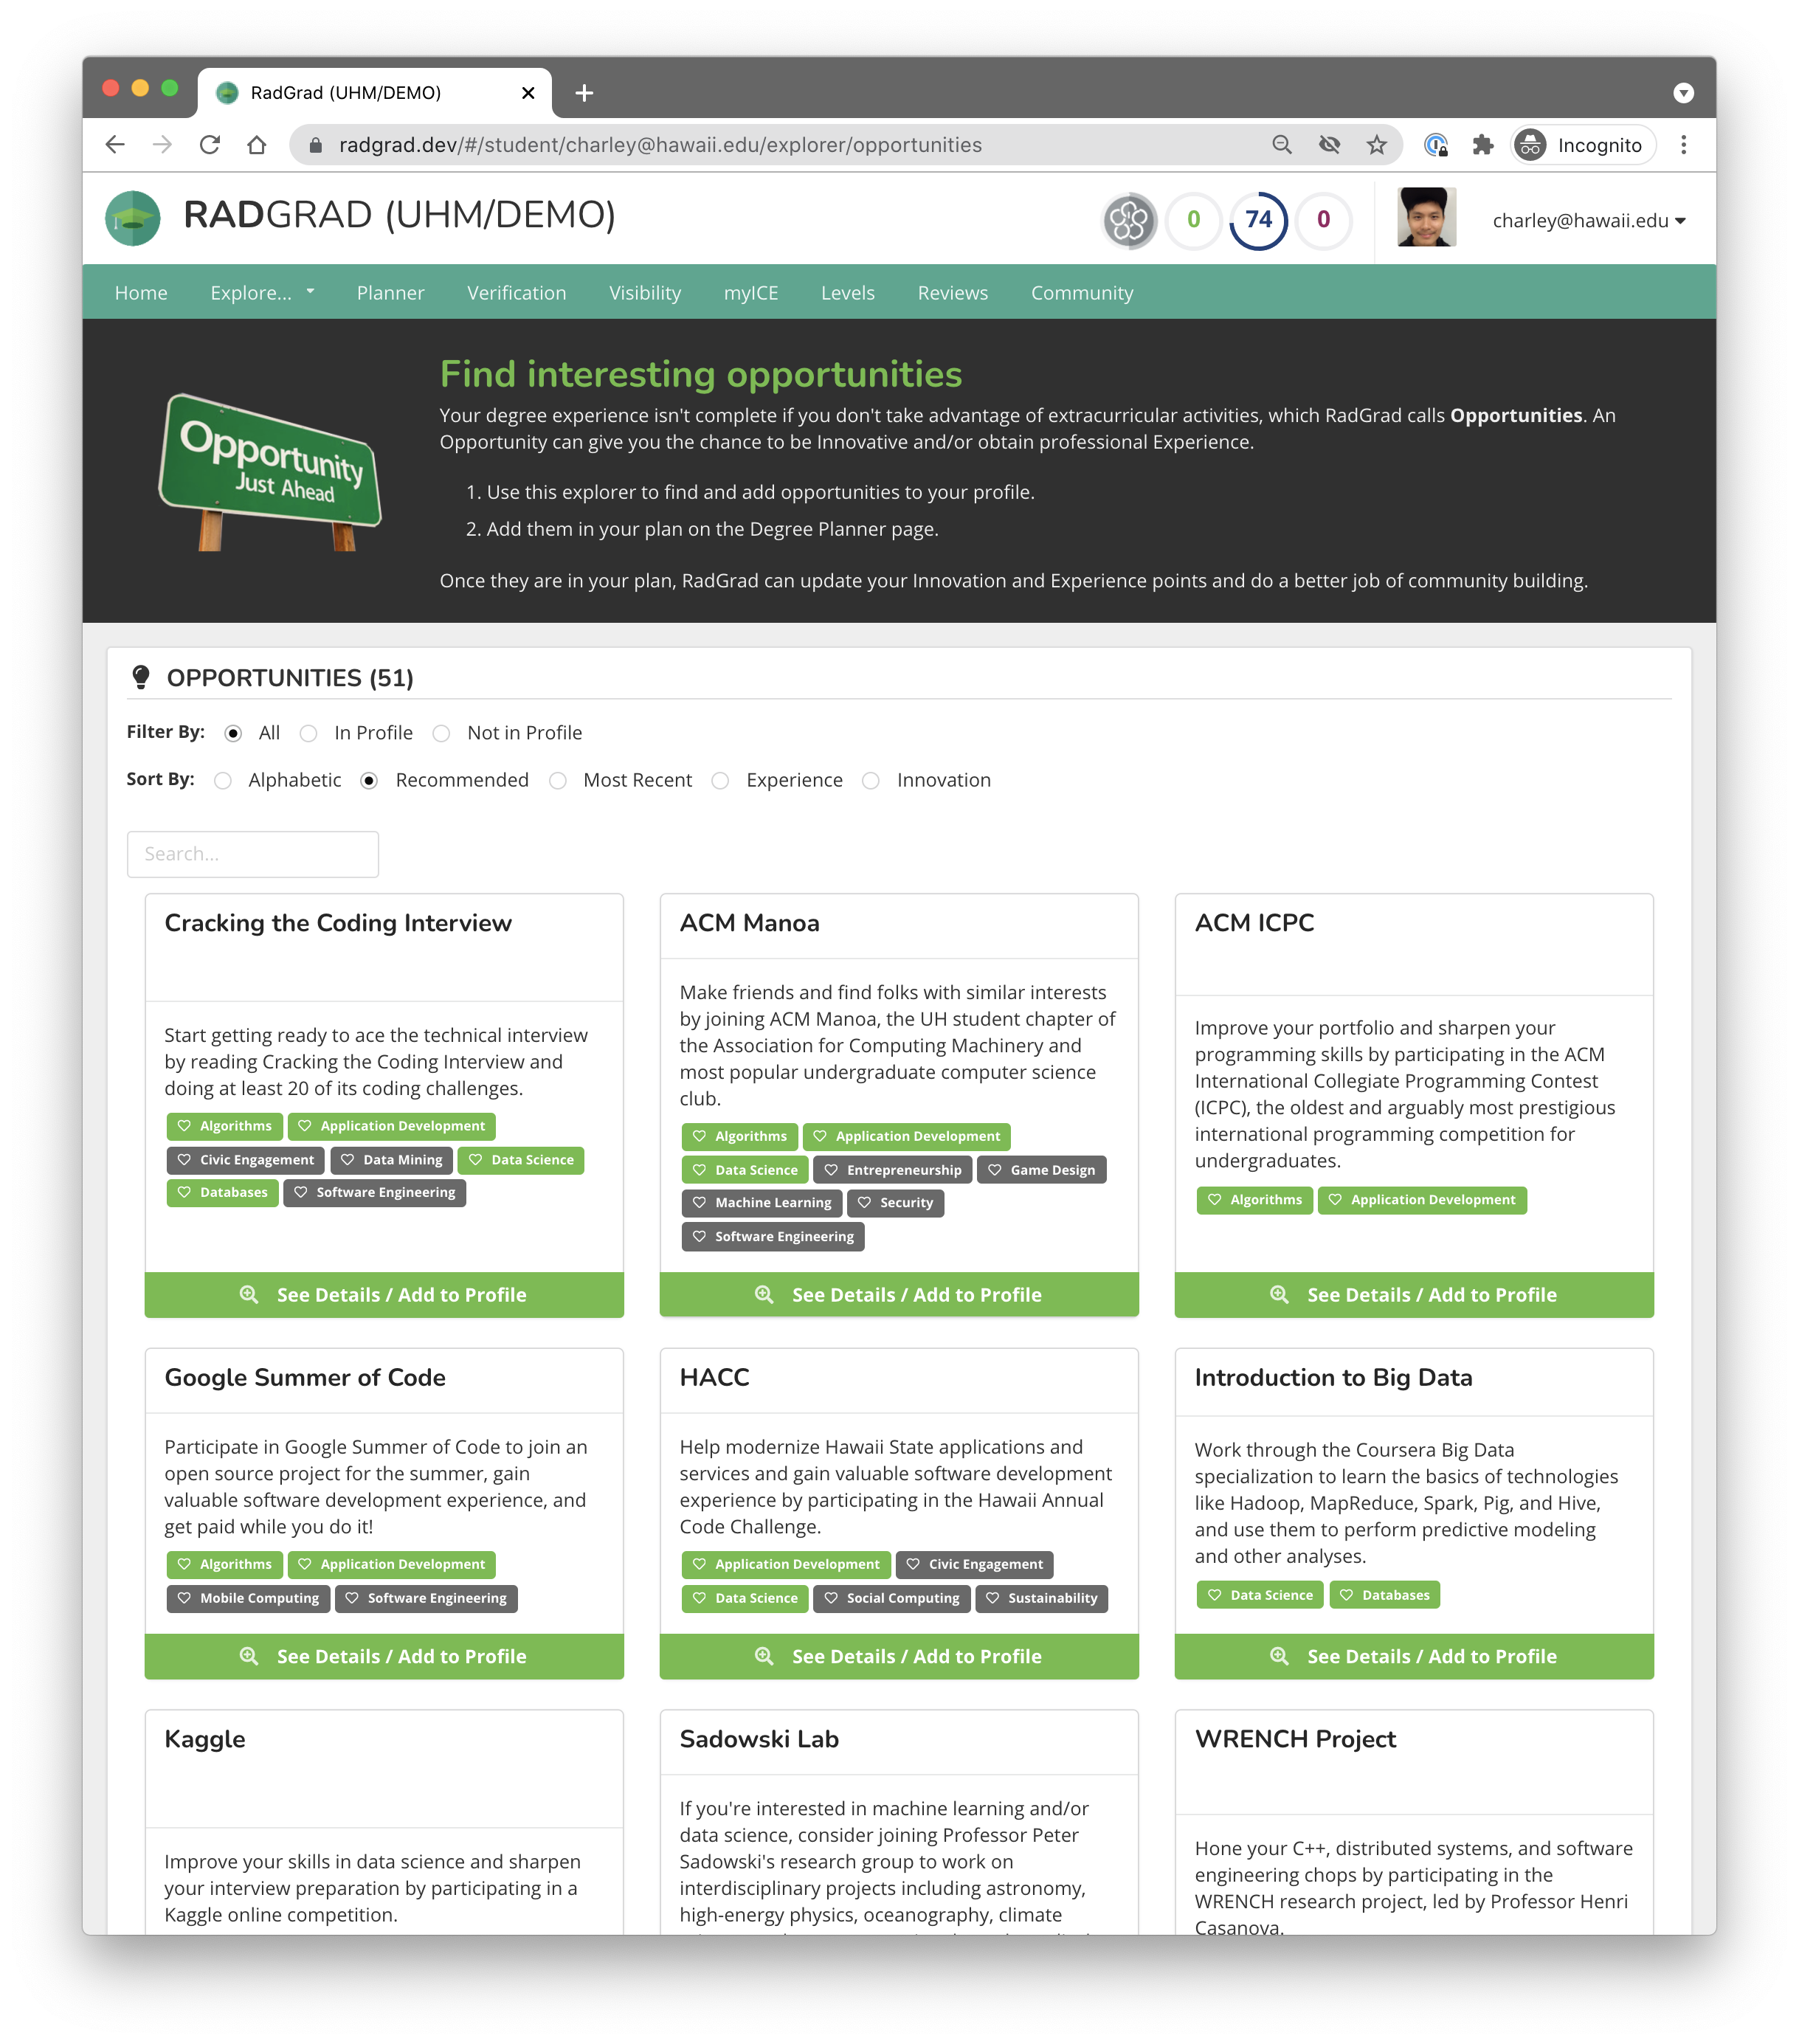 RadGrad (UHM/DEMO)
radgrad.dev/#/student/charley@hawaii.edu/explorer/opportunities
Incognito
RADGRAD (UHM/DEMO)
0
74
0
charley@hawaii.edu
Home
Explore...
Planner
Verification
Visibility
myICE
Levels
Reviews
Community
Opportunity
Just Ahead
Find interesting opportunities
Your degree experience isn't complete if you don't take advantage of extracurricular activities, which RadGrad calls Opportunities. An
Opportunity can give you the chance to be Innovative and/or obtain professional Experience.
1. Use this explorer to find and add opportunities to your profile.
2. Add them in your plan on the Degree Planner page.
Once they are in your plan, RadGrad can update your Innovation and Experience points and do a better job of community building.
OPPORTUNITIES (51)
Filter By: All In Profile Not in Profile
Sort By: Alphabetic Recommended Most Recent Experience Innovation
Search...
Cracking the Coding Interview
Start getting ready to ace the technical interview
by reading Cracking the Coding Interview and
doing at least 20 of its coding challenges.
Algorithms Application Development
Civic Engagement Data Mining Data Science
Databases Software Engineering
See Details / Add to Profile
ACM Manoa
Make friends and find folks with similar interests
by joining ACM Manoa, the UH student chapter of
the Association for Computing Machinery and
most popular undergraduate computer science
club.
Algorithms Application Development
Data Science Entrepreneurship Game Design
Machine Learning Security
Software Engineering
See Details / Add to Profile
ACM ICPC
Improve your portfolio and sharpen your
programming skills by participating in the ACM
International Collegiate Programming Contest
(ICPC), the oldest and arguably most prestigious
international programming competition for
undergraduates.
Algorithms Application Development
See Details / Add to Profile
Google Summer of Code
Participate in Google Summer of Code to join an
open source project for the summer, gain
valuable software development experience, and
get paid while you do it!
Algorithms Application Development
Mobile Computing Software Engineering
See Details / Add to Profile
HACC
Help modernize Hawaii State applications and
services and gain valuable software development
experience by participating in the Hawaii Annual
Code Challenge.
Application Development Civic Engagement
Data Science Social Computing Sustainability
See Details / Add to Profile
Introduction to Big Data
Work through the Coursera Big Data
specialization to learn the basics of technologies
like Hadoop, MapReduce, Spark, Pig, and Hive,
and use them to perform predictive modeling
and other analyses.
Data Science Databases
See Details / Add to Profile
Kaggle
Improve your skills in data science and sharpen
your interview preparation by participating in a
Kaggle online competition.
Sadowski Lab
If you're interested in machine learning and/or
data science, consider joining Professor Peter
Sadowski's research group to work on
interdisciplinary projects including astronomy,
high-energy physics, oceanography, climate
WRENCH Project
Hone your C++, distributed systems, and software
engineering chops by participating in the
WRENCH research project, led by Professor Henri
Casanova.